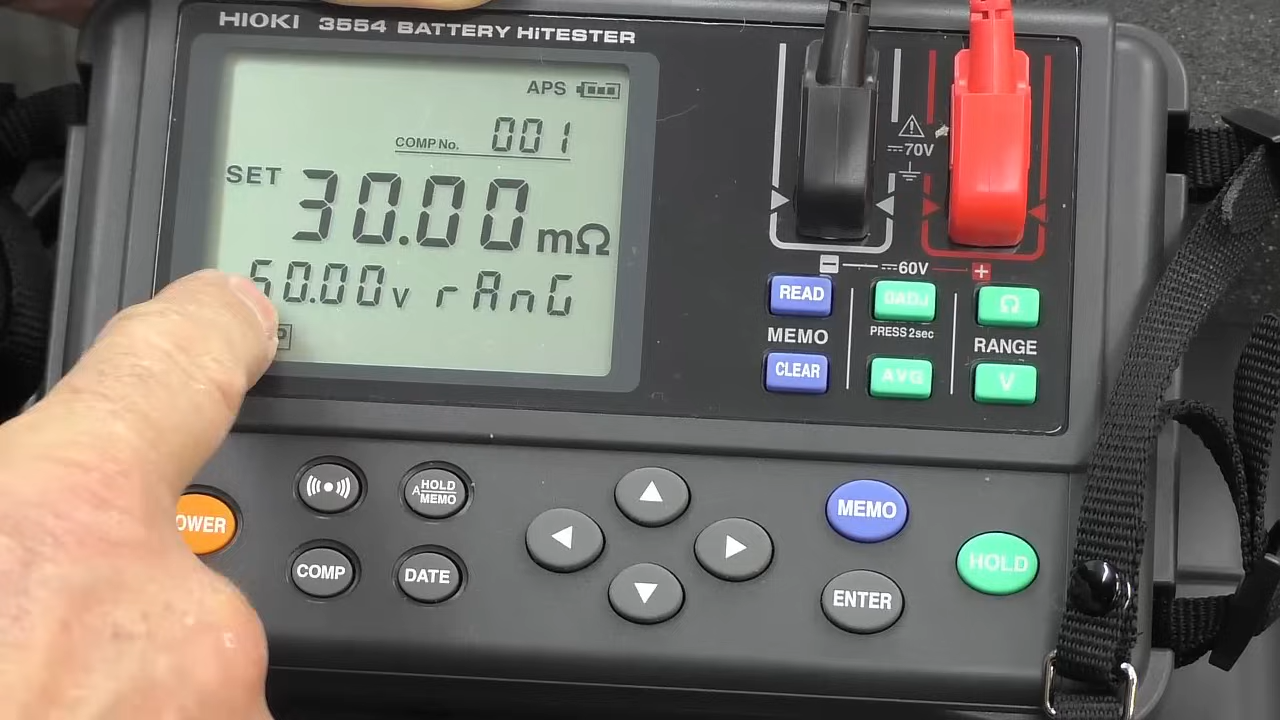 HIOKI 3554 BATTERY HiTESTER
APS
COMP No. 001
SET 30.00 mΩ
60.00 v rAnG
⎓70V
⎓60V
READ
MEMO
CLEAR
0ADJ
PRESS 2sec
AVG
Ω
RANGE
V
OWER
A HOLD
MEMO
COMP
DATE
MEMO
ENTER
HOLD